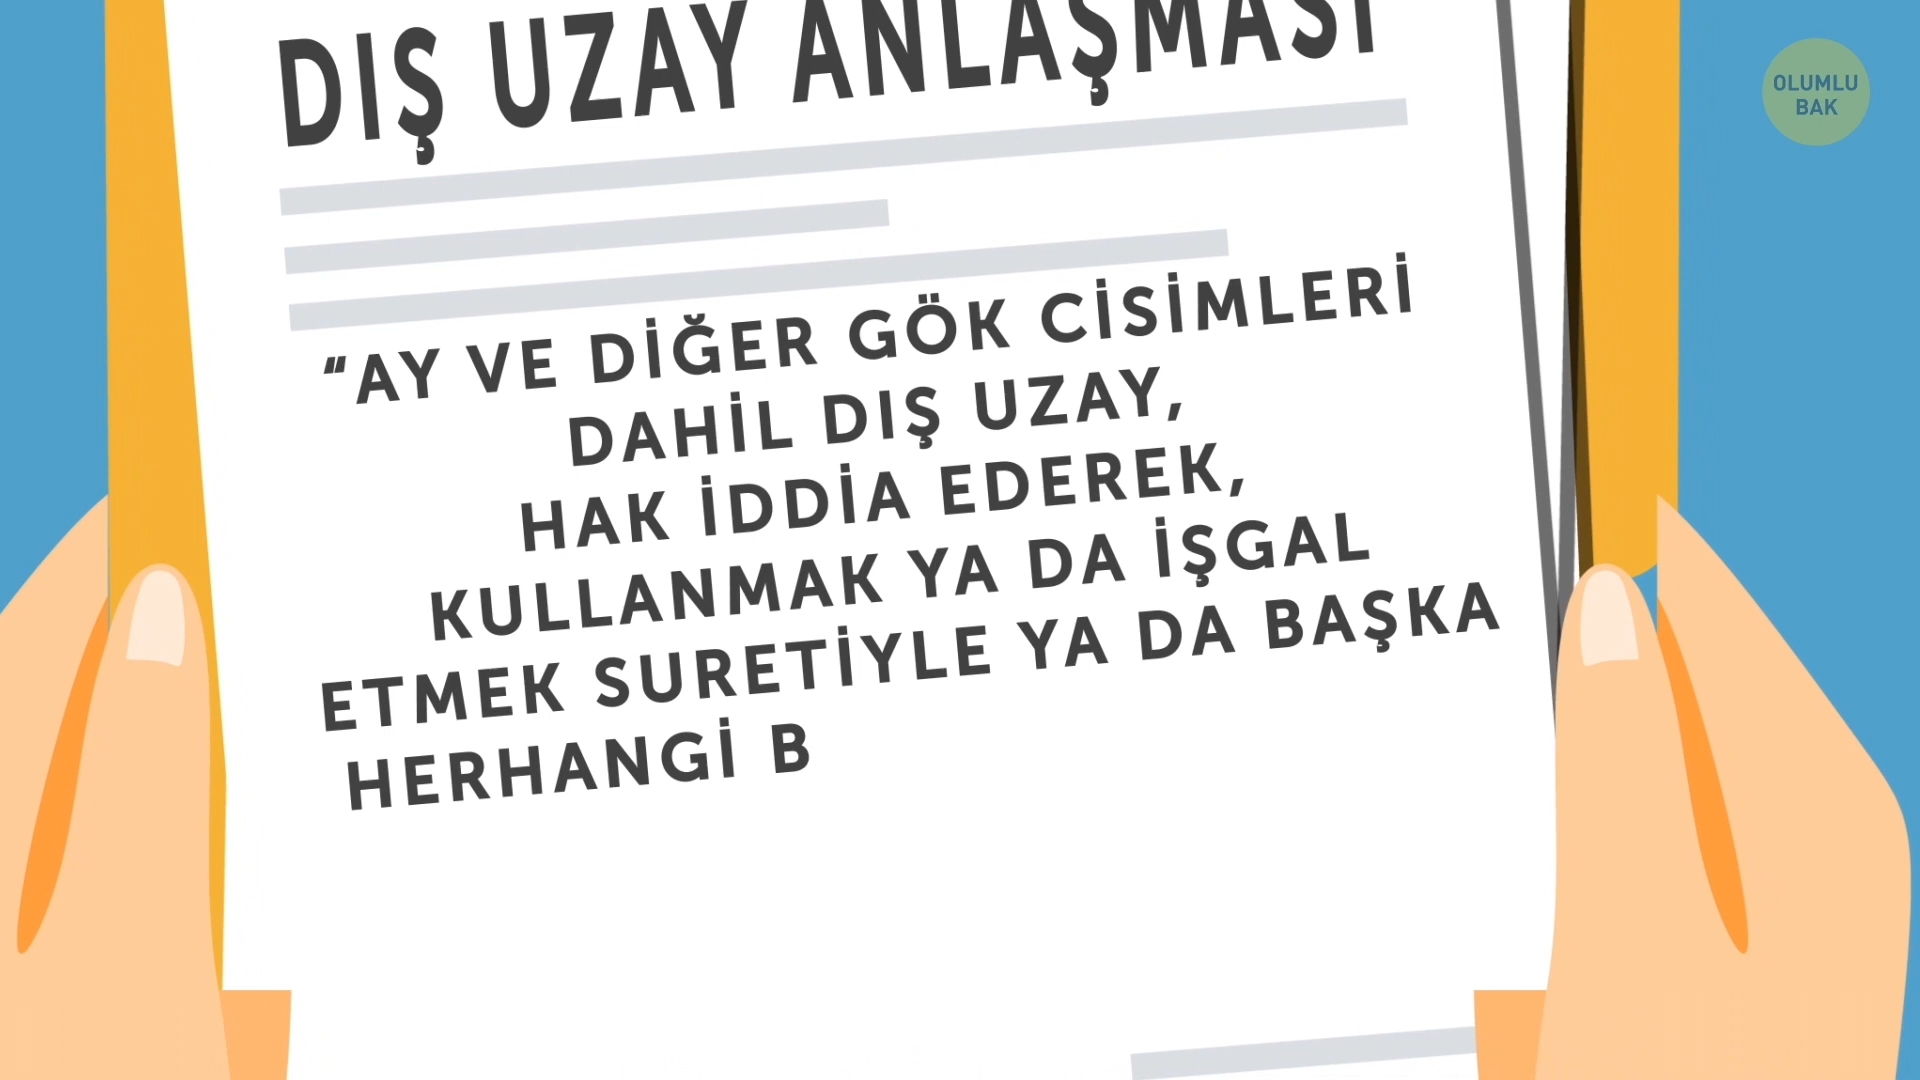 DIŞ UZAY ANLAŞMASI
OLUMLU
BAK
“AY VE DİĞER GÖK CİSİMLERİ
DAHİL DIŞ UZAY,
HAK İDDİA EDEREK,
KULLANMAK YA DA İŞGAL
ETMEK SURETİYLE YA DA BAŞKA
HERHANGİ B